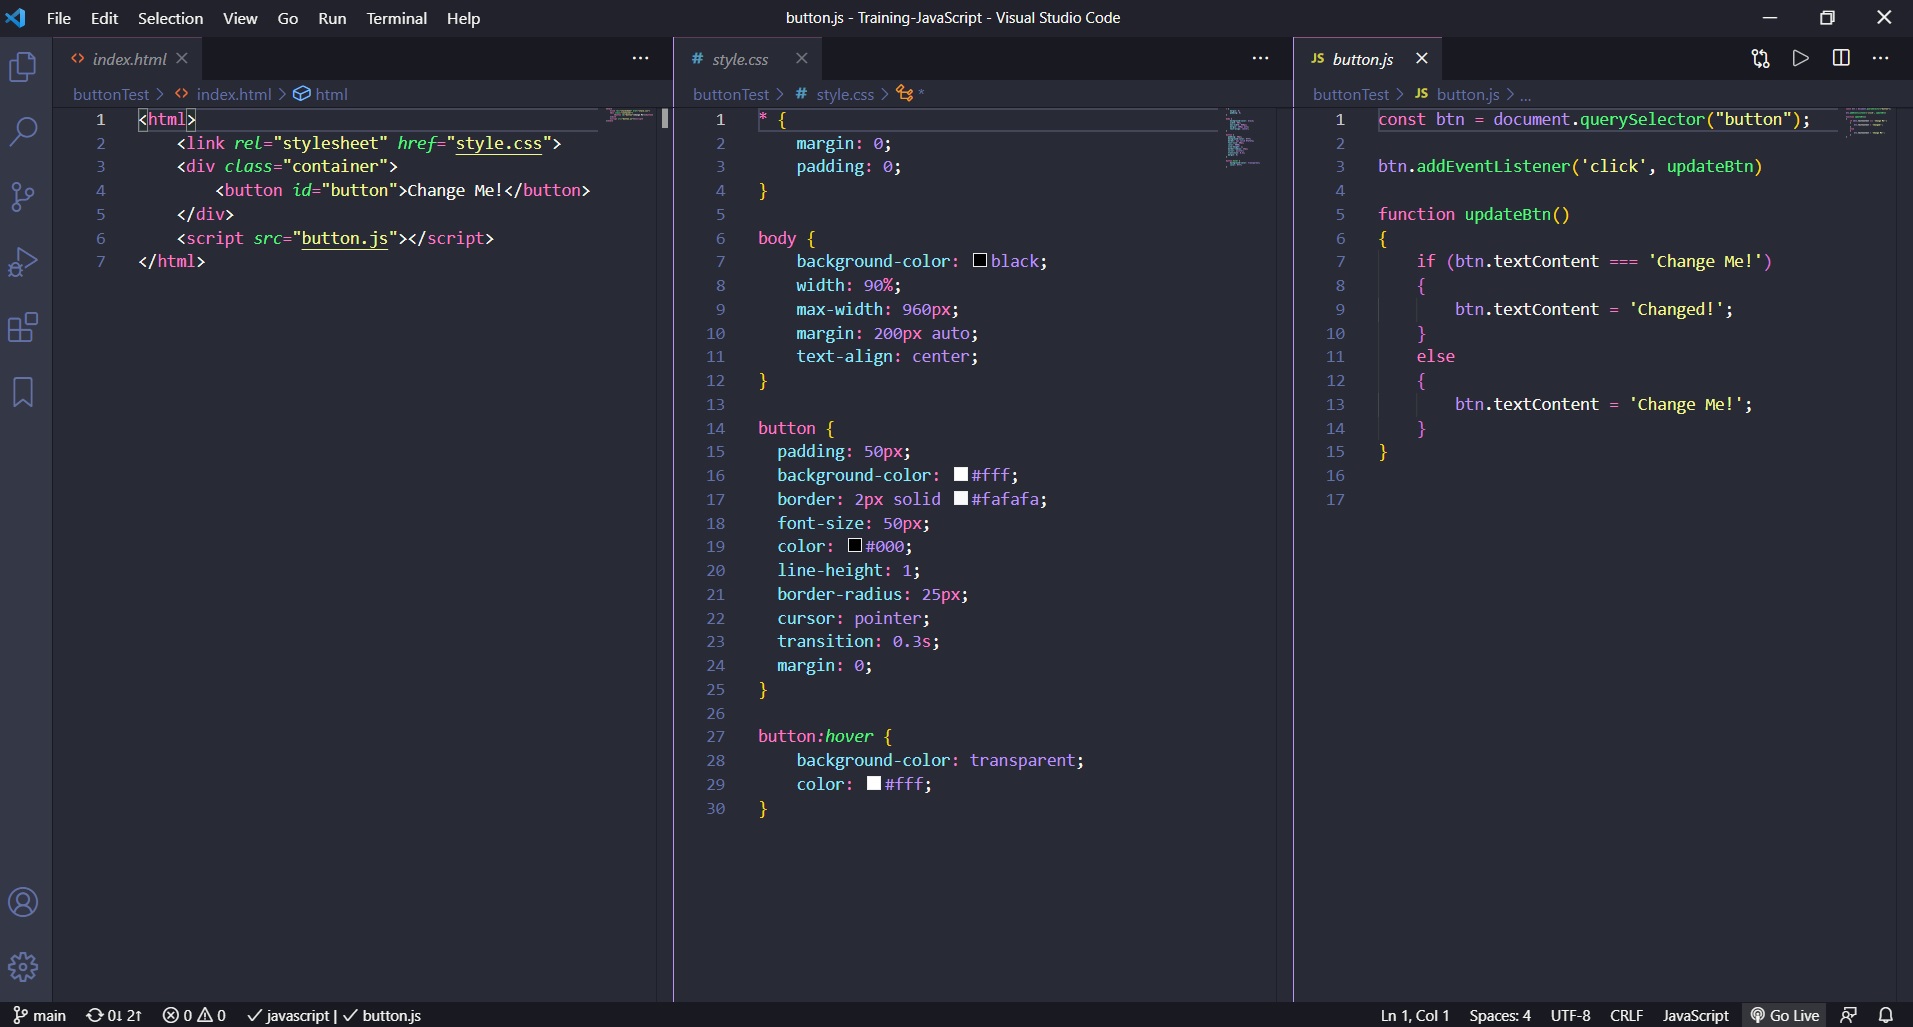 File Edit Selection View Go Run Terminal Help
button.js - Training-JavaScript - Visual Studio Code
index.html
buttonTest > index.html > html
1 <html>
2 <link rel="stylesheet" href="style.css">
3 <div class="container">
4 <button id="button">Change Me!</button>
5 </div>
6 <script src="button.js"></script>
7 </html>
# style.css
buttonTest > # style.css > *
1 * {
2 margin: 0;
3 padding: 0;
4 }
5
6 body {
7 background-color: black;
8 width: 90%;
9 max-width: 960px;
10 margin: 200px auto;
11 text-align: center;
12 }
13
14 button {
15 padding: 50px;
16 background-color: #fff;
17 border: 2px solid #fafafa;
18 font-size: 50px;
19 color: #000;
20 line-height: 1;
21 border-radius: 25px;
22 cursor: pointer;
23 transition: 0.3s;
24 margin: 0;
25 }
26
27 button:hover {
28 background-color: transparent;
29 color: #fff;
30 }
JS button.js
buttonTest > JS button.js > ...
1 const btn = document.querySelector("button");
2
3 btn.addEventListener('click', updateBtn)
4
5 function updateBtn()
6 {
7 if (btn.textContent === 'Change Me!')
8 {
9 btn.textContent = 'Changed!';
10 }
11 else
12 {
13 btn.textContent = 'Change Me!';
14 }
15 }
16
17
main 0↓ 2↑ 0 0 javascript | button.js
Ln 1, Col 1 Spaces: 4 UTF-8 CRLF JavaScript Go Live